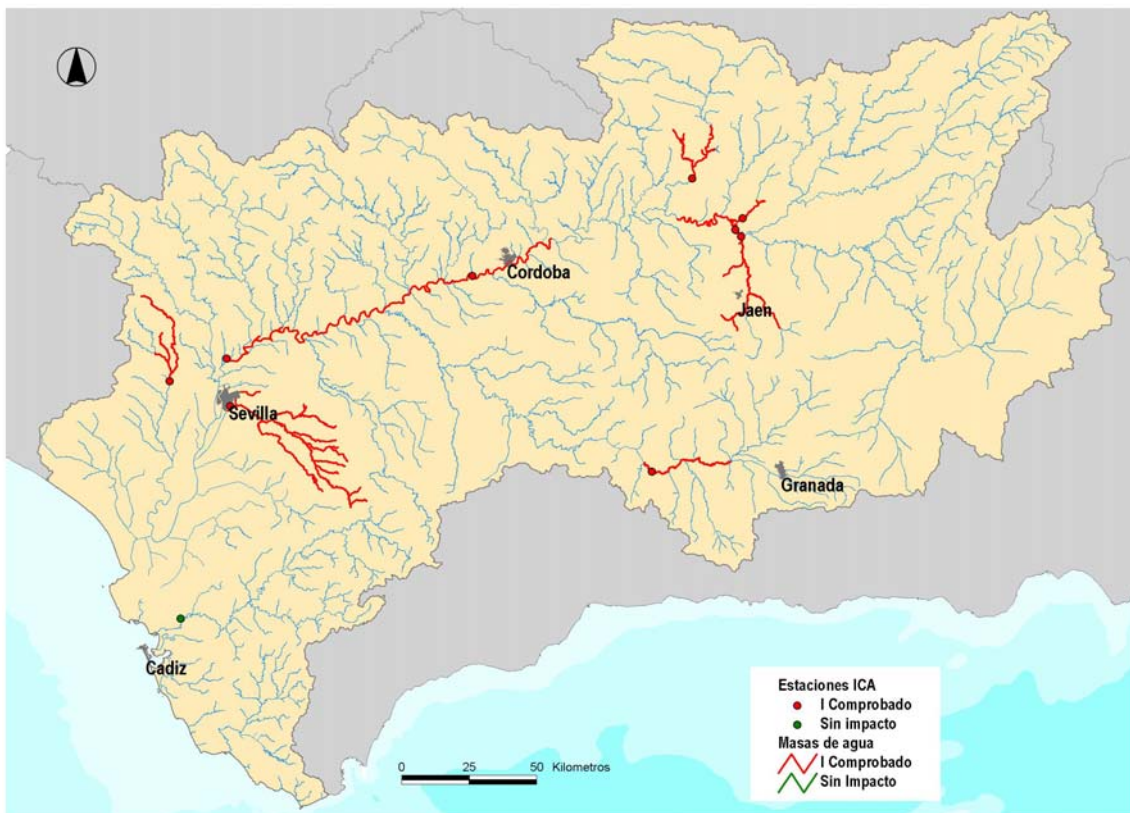 Cordoba
Jaen
Sevilla
Granada
Cadiz
Estaciones ICA
I Comprobado
Sin impacto
Masas de agua
I Comprobado
Sin Impacto
0 25 50 Kilometros